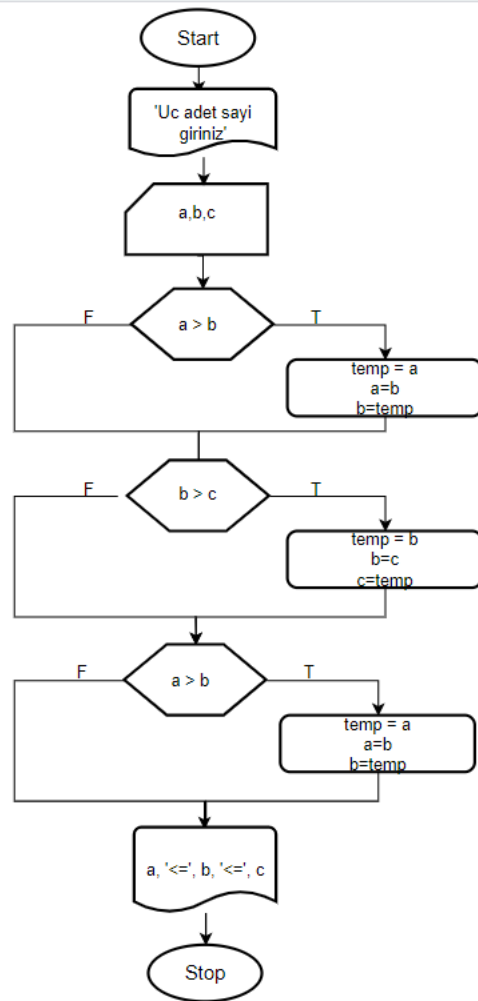 Start
'Uc adet sayi
giriniz'
a,b,c
F
a > b
T
temp = a
a=b
b=temp
F
b > c
T
temp = b
b=c
c=temp
F
a > b
T
temp = a
a=b
b=temp
a, '<=', b, '<=', c
Stop